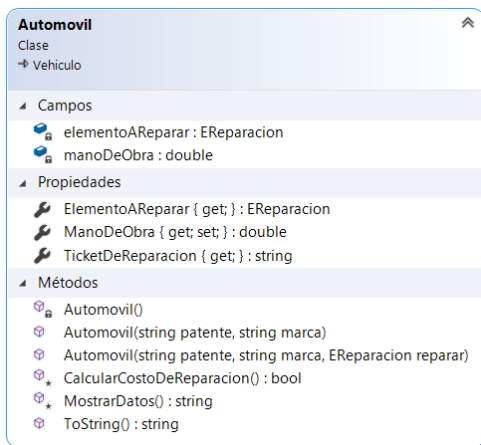 Automovil
Clase
Vehiculo
Campos
elementoAReparar : EReparacion
manoDeObra : double
Propiedades
ElementoAReparar { get; } : EReparacion
ManoDeObra { get; set; } : double
TicketDeReparacion { get; } : string
Métodos
Automovil()
Automovil(string patente, string marca)
Automovil(string patente, string marca, EReparacion reparar)
CalcularCostoDeReparacion() : bool
MostrarDatos() : string
ToString() : string